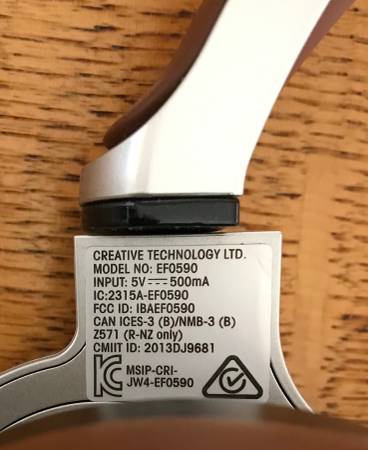 CREATIVE TECHNOLOGY LTD.
MODEL NO: EF0590
INPUT: 5V⎓500mA
IC:2315A-EF0590
FCC ID: IBAEF0590
CAN ICES-3 (B)/NMB-3 (B)
Z571 (R-NZ only)
CMIIT ID: 2013DJ9681
MSIP-CRI-
JW4-EF0590